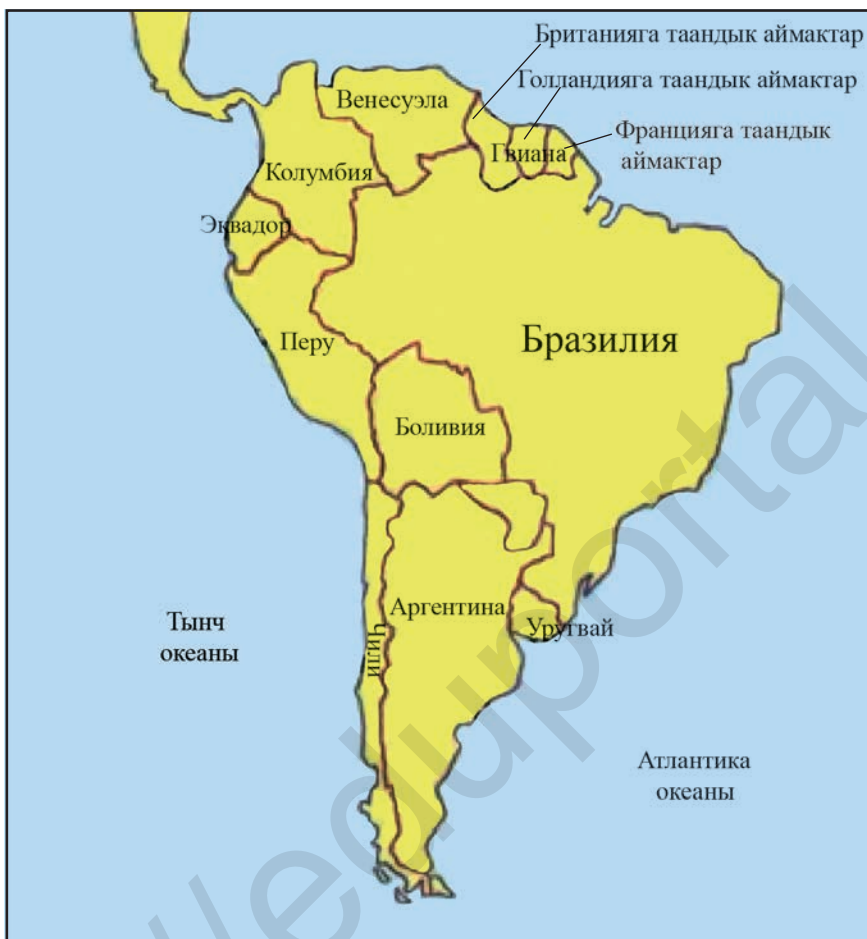 Британияга таандык аймактар
Голландияга таандык аймактар
Францияга таандык
аймактар
Венесуэла
Гвиана
Колумбия
Эквадор
Перу
Бразилия
Боливия
Аргентина
Чили
Уругвай
Тынч
океаны
Атлантика
океаны
//eduportal